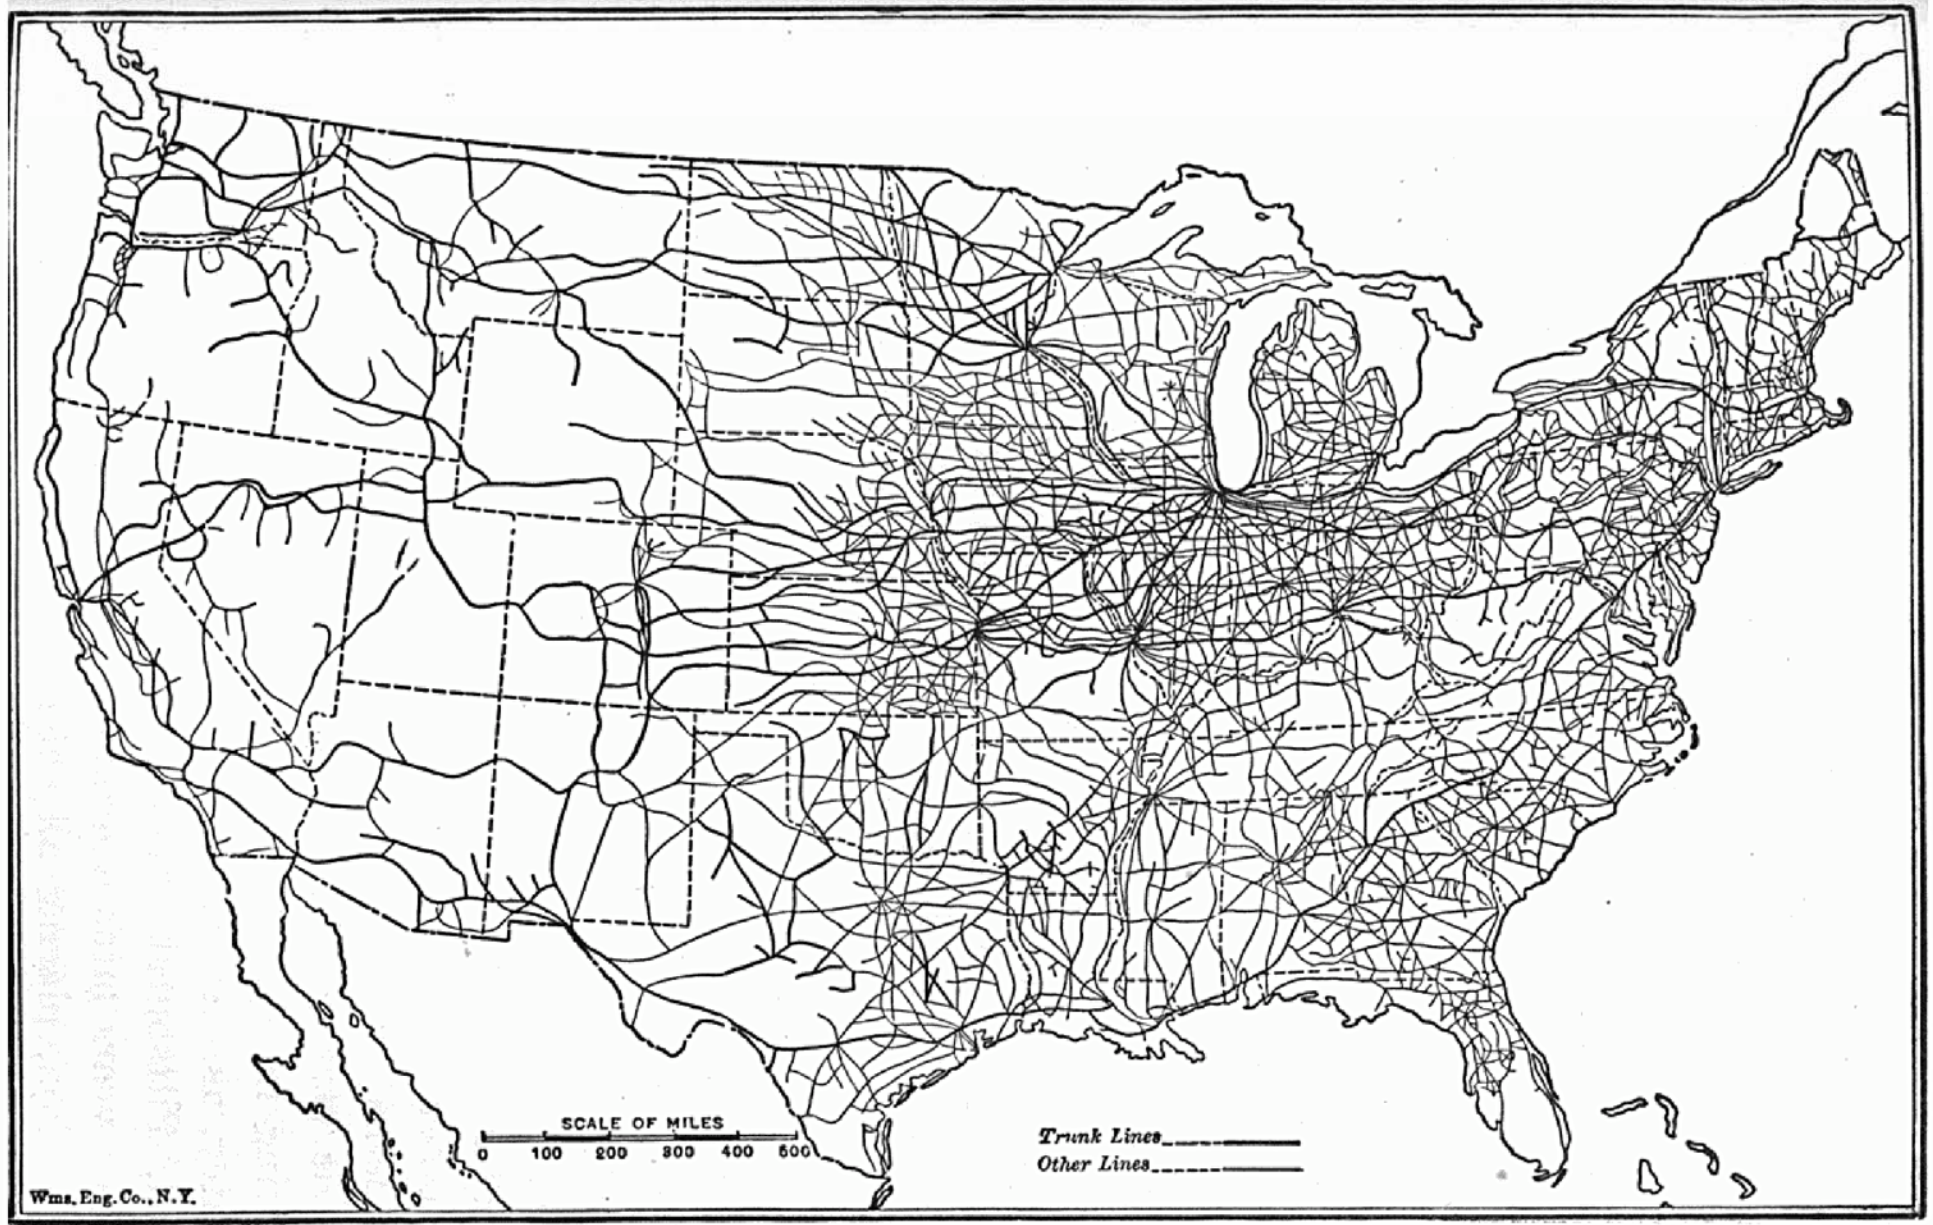 SCALE OF MILES
0 100 200 300 400 500
Trunk Lines
Other Lines
Wms. Eng. Co., N.Y.